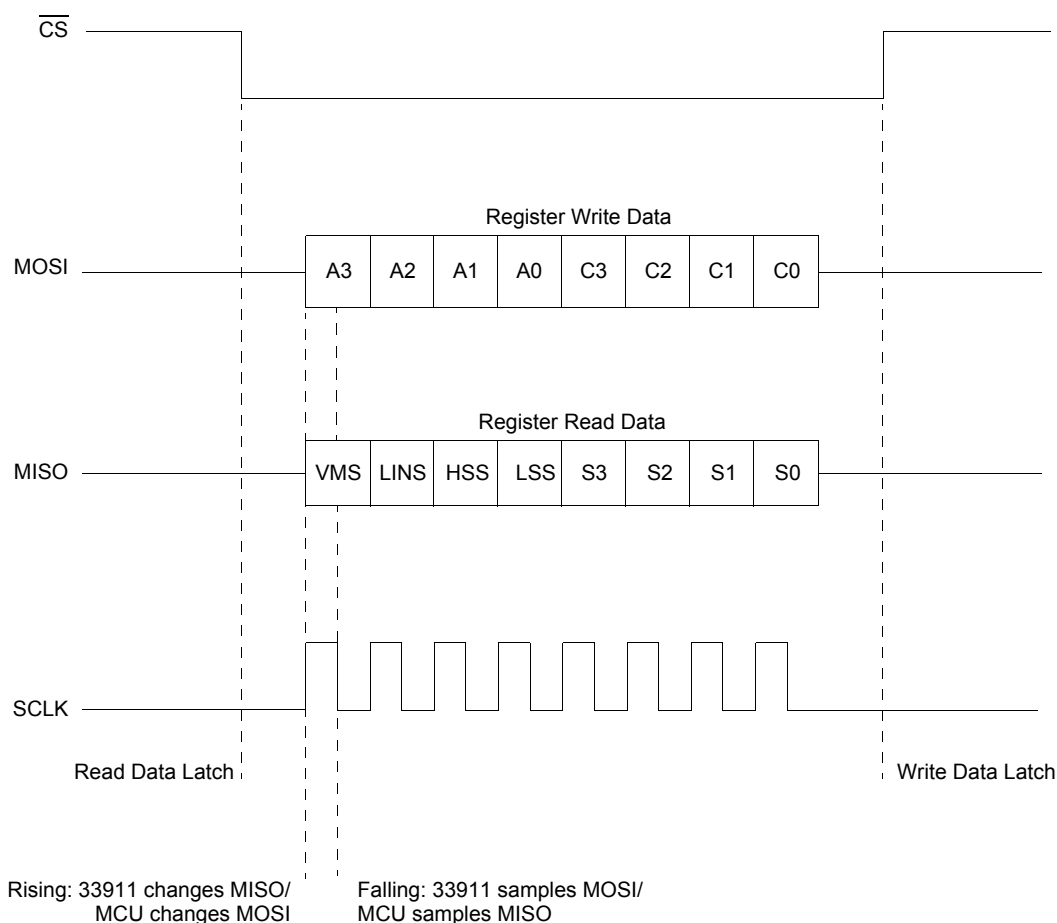 CS
Register Write Data
MOSI
A3 A2 A1 A0 C3 C2 C1 C0
Register Read Data
MISO
VMS LINS HSS LSS S3 S2 S1 S0
SCLK
Read Data Latch
Write Data Latch
Rising: 33911 changes MISO/
MCU changes MOSI
Falling: 33911 samples MOSI/
MCU samples MISO